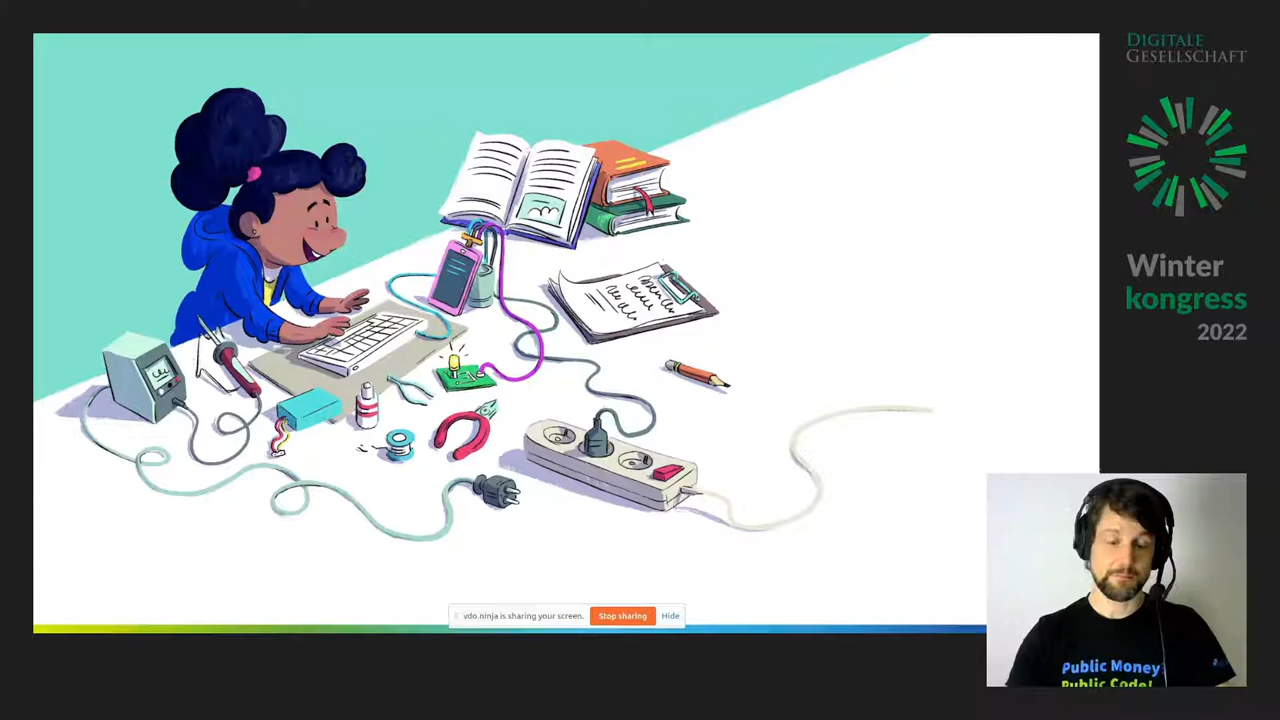 DIGITALE
GESELLSCHAFT
Winter
kongress
2022
vdo.ninja is sharing your screen.
Stop sharing
Hide
Public Money?
Public Code!